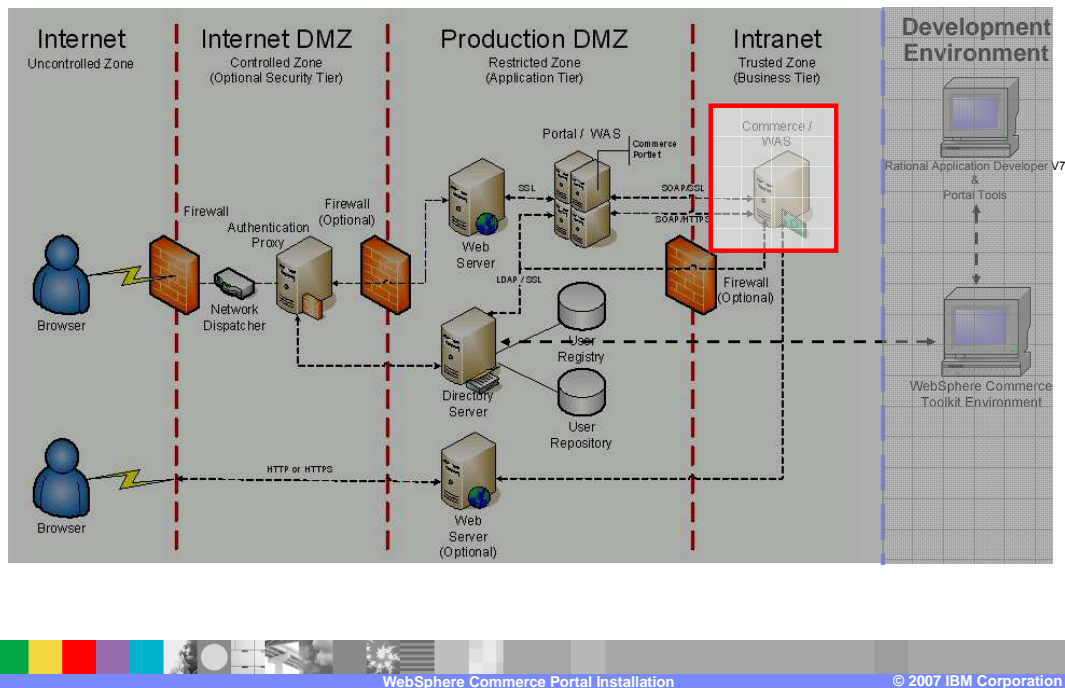 Internet
Uncontrolled Zone
Internet DMZ
Controlled Zone
(Optional Security Tier)
Production DMZ
Restricted Zone
(Application Tier)
Intranet
Trusted Zone
(Business Tier)
Development
Environment
Portal / WAS
Commerce
Portlet
Commerce /
WAS
Rational Application Developer V7
&
Portal Tools
SSL
SOAP/SSL
SOAP/HTTPS
Firewall
Firewall
(Optional)
Authentication
Proxy
Web
Server
LDAP / SSL
Firewall
(Optional)
Network
Dispatcher
Browser
User
Registry
Directory
Server
User
Repository
WebSphere Commerce
Toolkit Environment
HTTP or HTTPS
Browser
Web
Server
(Optional)
WebSphere Commerce Portal Installation
© 2007 IBM Corporation